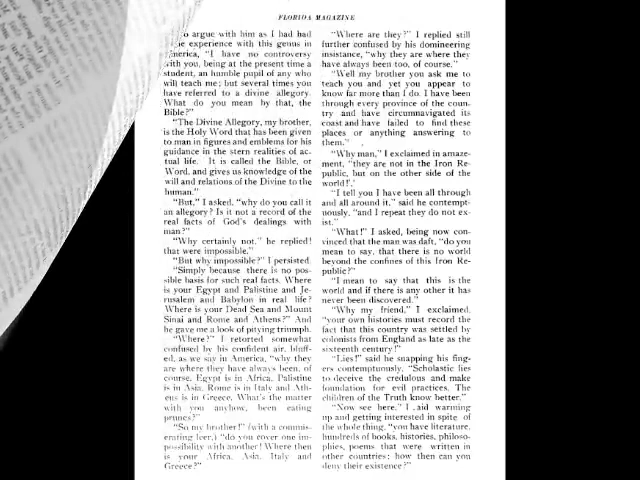 FLORIDA MAGAZINE
o argue with him as I had had
experience with this genus in
America, "I have no controversy
with you, being at the present time a
student, an humble pupil of any who
will teach me; but several times you
have referred to a divine allegory.
What do you mean by that, the
Bible?"
"The Divine Allegory, my brother,
is the Holy Word that has been given
to man in figures and emblems for his
guidance in the stern realities of ac-
tual life. It is called the Bible, or
Word, and gives us knowledge of the
will and relations of the Divine to the
human."
"But," I asked, "why do you call it
an allegory? Is it not a record of the
real facts of God's dealings with
man?"
"Why certainly not," he replied!
that were impossible."
"But why impossible?" I persisted.
"Simply because there is no pos-
sible basis for such real facts. Where
is your Egypt and Palistine and Je-
rusalem and Babylon in real life?
Where is your Dead Sea and Mount
Sinai and Rome and Athens?" And
he gave me a look of pitying triumph.
"Where?" I retorted somewhat
confused by his confident air, bluff-
ed, as we say in America, "why they
are where they have always been, of
course. Egypt is in Africa, Palistine
is in Asia, Rome is in Italy and Ath-
ens is in Greece. What's the matter
with you anyhow, been eating
prunes?"
"So my brother!" (with a commis-
erating leer,) "do you cover one im-
possibility with another! Where then
is your Africa, Asia, Italy and
Greece?"
"Where are they?" I replied still
further confused by his domineering
insistance, "why they are where they
have always been too, of course."
"Well my brother you ask me to
teach you and yet you appear to
know far more than I do. I have been
through every province of the coun-
try and have circumnavigated its
coast and have failed to find these
places or anything answering to
them."
"Why man," I exclaimed in amaze-
ment, "they are not in the Iron Re-
public, but on the other side of the
world!"
"I tell you I have been all through
and all around it," said he contempt-
uously, "and I repeat they do not ex-
ist."
"What!" I asked, being now con-
vinced that the man was daft, "do you
mean to say, that there is no world
beyond the confines of this Iron Re-
public?"
"I mean to say that this is the
world and if there is any other it has
never been discovered."
"Why my friend," I exclaimed,
"your own histories must record the
fact that this country was settled by
colonists from England as late as the
sixteenth century!"
"Lies!" said he snapping his fing-
ers contemptuously, "Scholastic lies
to deceive the credulous and make
foundation for evil practices. The
children of the Truth know better."
"Now see here," I said warming
up and getting interested in spite of
the whole thing, "you have literature,
hundreds of books, histories, philoso-
phies, poems that were written in
other countries; how then can you
deny their existence?"